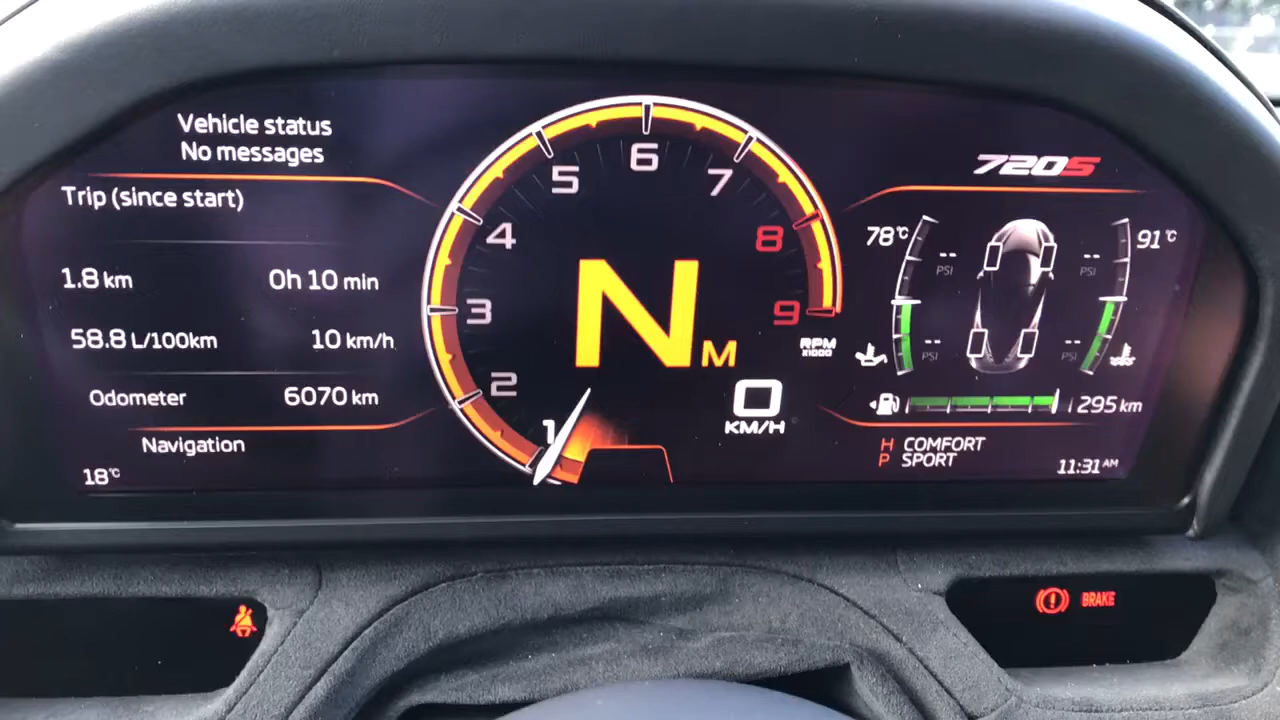 Vehicle status
No messages
Trip (since start)
1.8 km 0h 10 min
58.8 L/100km 10 km/h
Odometer 6070 km
Navigation
18°C
1
2
3
4
5
6
7
8
9
RPM
X1000
N M
0
KM/H
720S
78°C 91°C
-- --
PSI PSI
-- --
PSI PSI
295 km
H COMFORT
P SPORT
11:31 AM
BRAKE